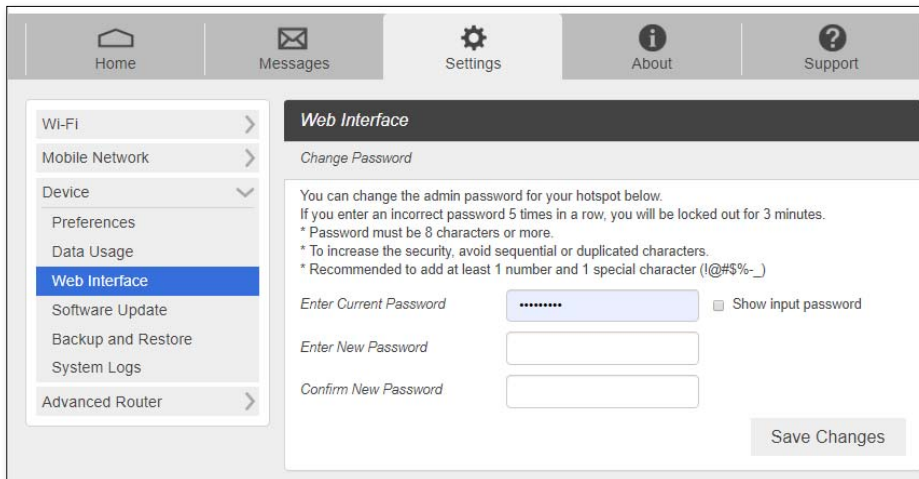 Home
Messages
Settings
About
Support
Wi-Fi
Mobile Network
Device
Preferences
Data Usage
Web Interface
Software Update
Backup and Restore
System Logs
Advanced Router
Web Interface
Change Password
You can change the admin password for your hotspot below.
If you enter an incorrect password 5 times in a row, you will be locked out for 3 minutes.
* Password must be 8 characters or more.
* To increase the security, avoid sequential or duplicated characters.
* Recommended to add at least 1 number and 1 special character (!@#$%-_)
Enter Current Password ••••••••• Show input password
Enter New Password
Confirm New Password
Save Changes